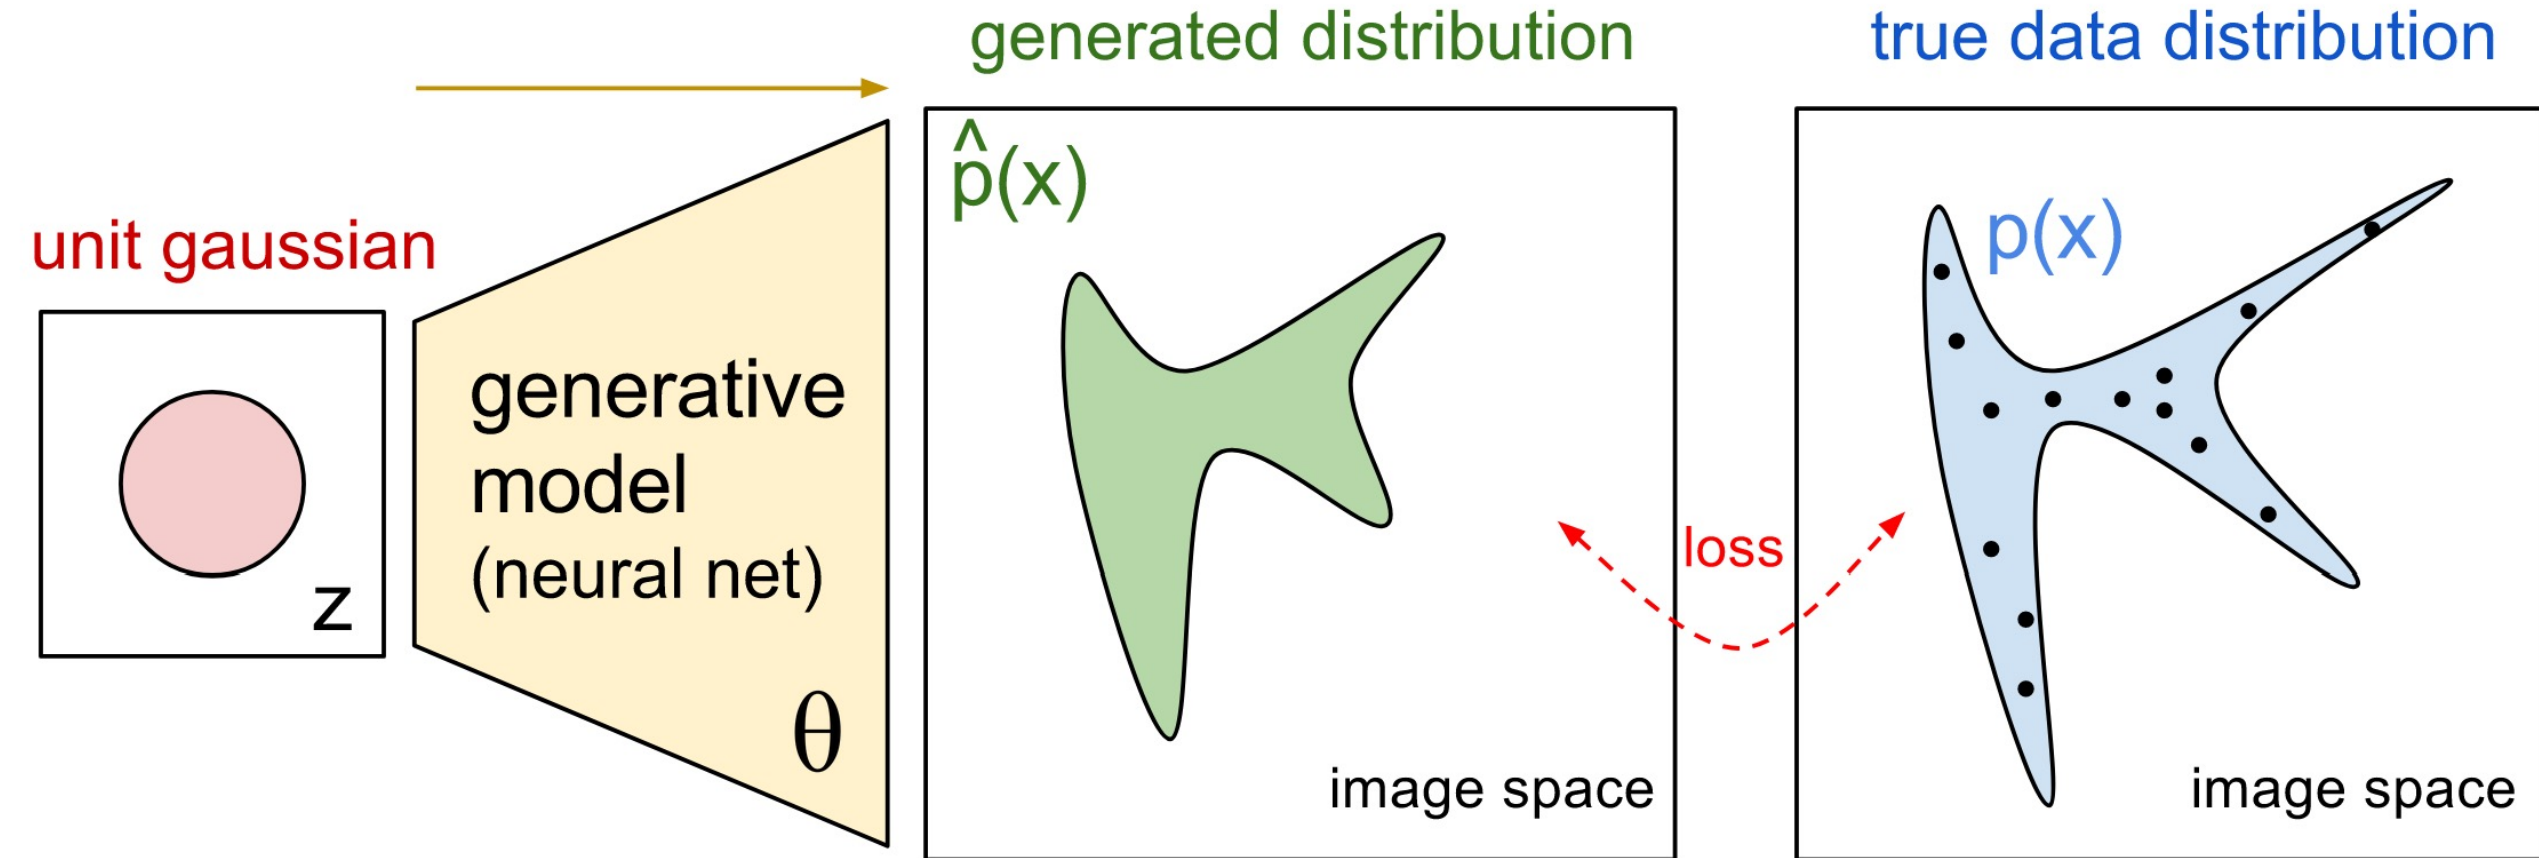 unit gaussian
z
generative
model
(neural net)
θ
generated distribution
p̂(x)
image space
loss
true data distribution
p(x)
image space